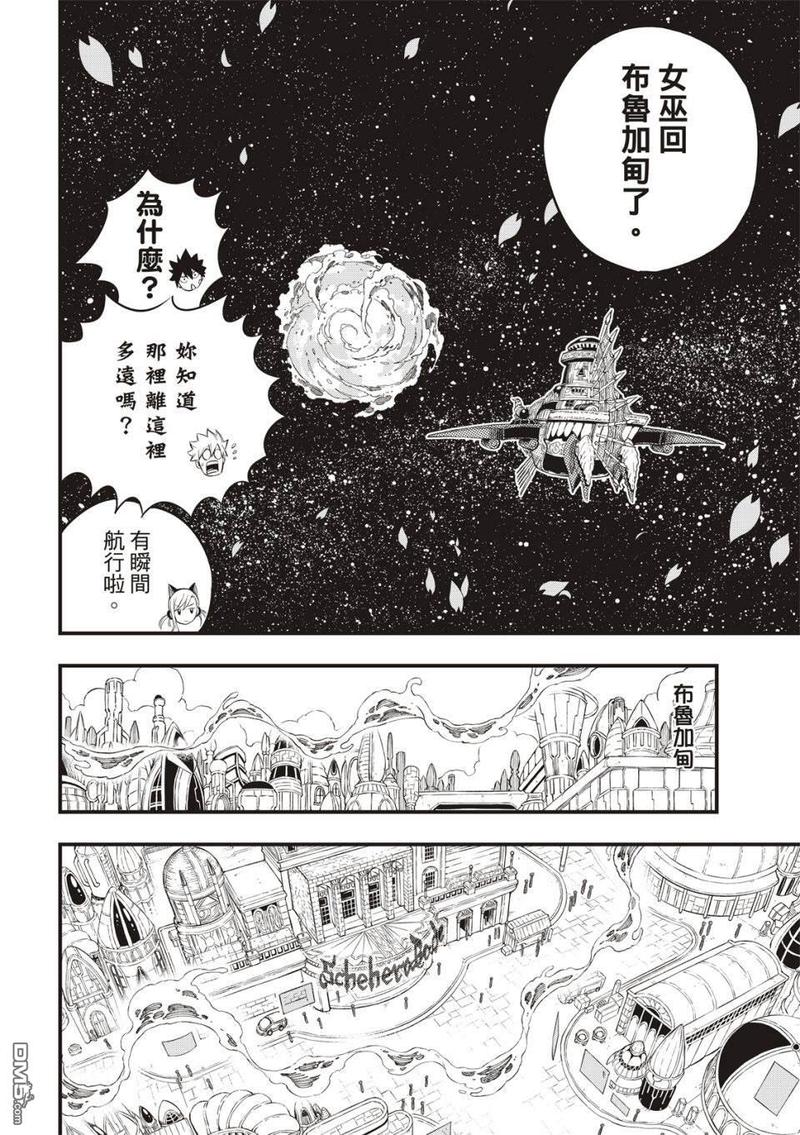 女巫回
布魯加甸了。
為什麼？
妳知道
那裡離這裡
多遠嗎？
有瞬間
航行啦。
布魯加甸
Scheherazade
DM5